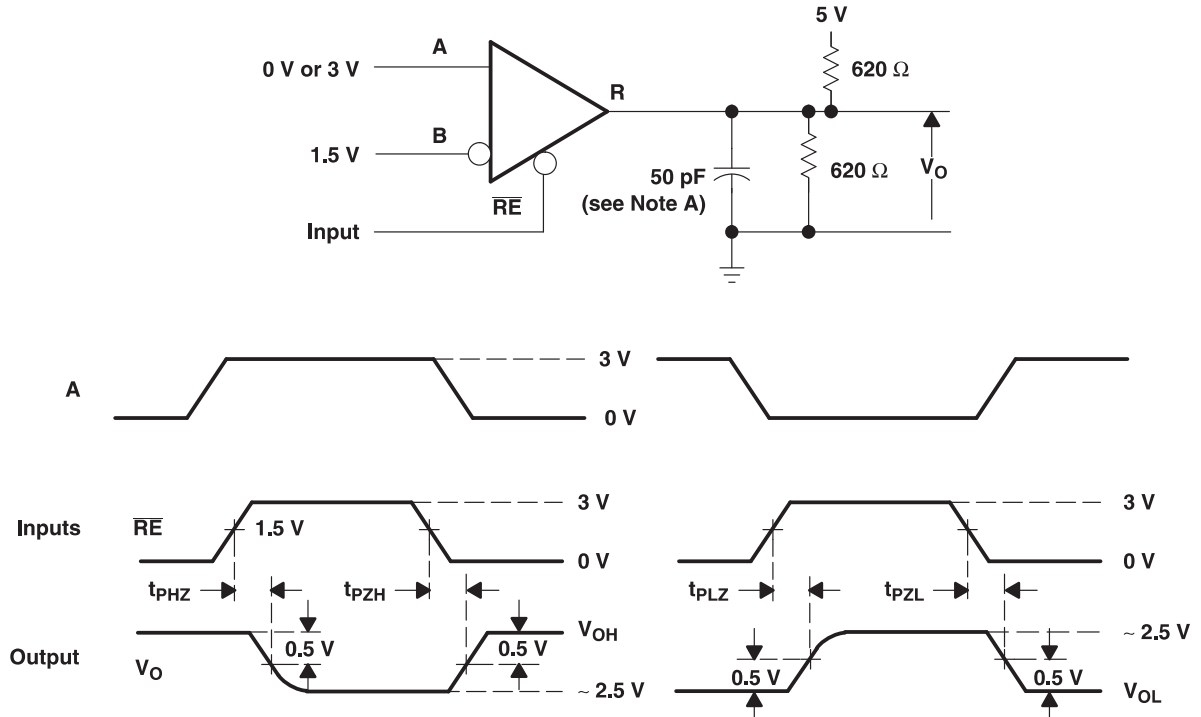 5 V
A
620 Ω
0 V or 3 V
R
B
1.5 V
VO
50 pF
620 Ω
(see Note A)
RE
Input
3 V
A
0 V
3 V
3 V
Inputs
RE
1.5 V
0 V
0 V
tPHZ
tPZH
tPLZ
tPZL
VOH
~ 2.5 V
0.5 V
0.5 V
Output
VO
0.5 V
0.5 V
~ 2.5 V
VOL